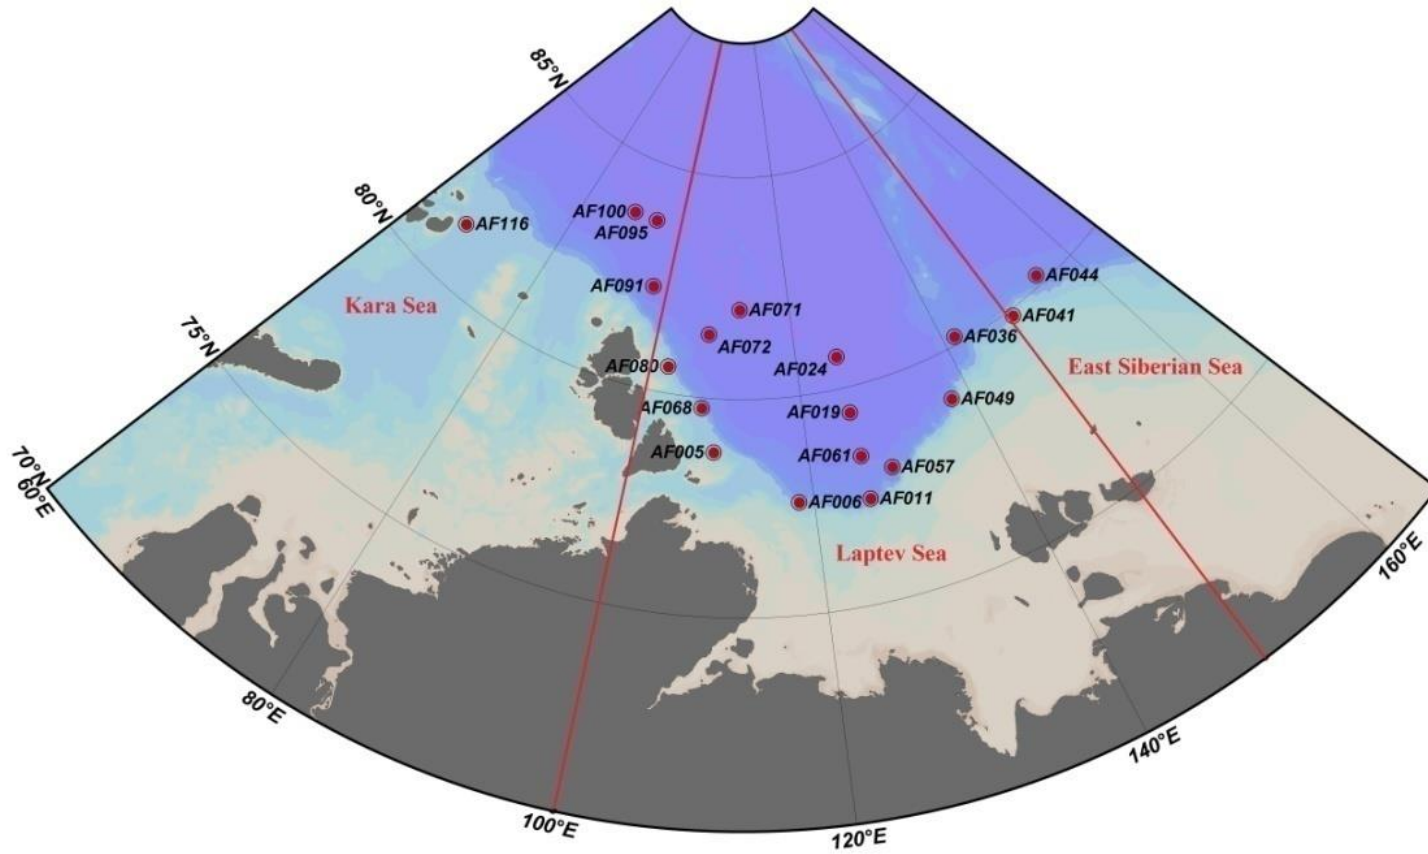 85°N
80°N
AF100
AF116
AF095
AF044
AF091
Kara Sea
AF071
AF041
75°N
AF036
AF072
AF080
AF024
East Siberian Sea
AF049
AF068
AF019
AF005
AF061
AF057
70°N
60°E
AF006
AF011
Laptev Sea
160°E
80°E
140°E
100°E
120°E